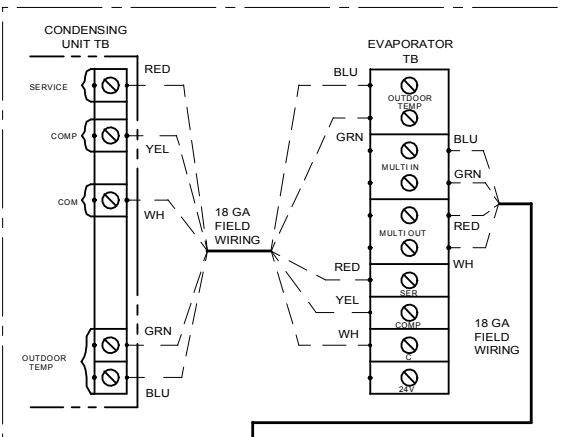 CONDENSING
UNIT TB
SERVICE
RED
COMP
YEL
COM
WH
GRN
OUTDOOR
TEMP
BLU
18 GA
FIELD
WIRING
EVAPORATOR
TB
BLU
OUTDOOR
TEMP
GRN
BLU
MULTI IN
GRN
RED
MULTI OUT
WH
RED
SER
YEL
COMP
WH
C
24V
18 GA
FIELD
WIRING